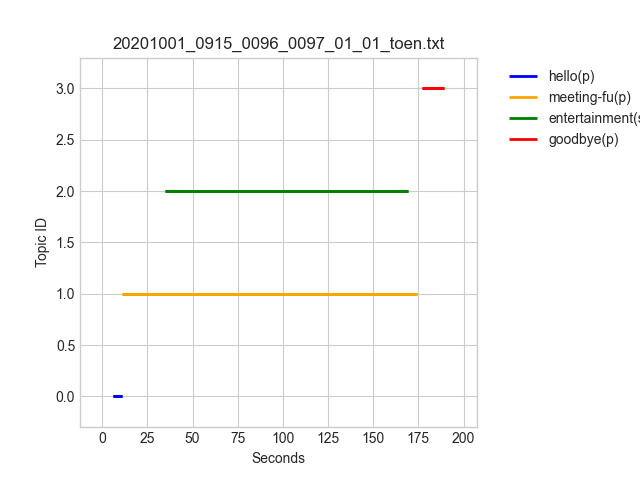 20201001_0915_0096_0097_01_01_toen.txt
hello(p)
meeting-fu(p)
entertainment(s
goodbye(p)
Topic ID
3.0
2.5
2.0
1.5
1.0
0.5
0.0
0 25 50 75 100 125 150 175 200
Seconds